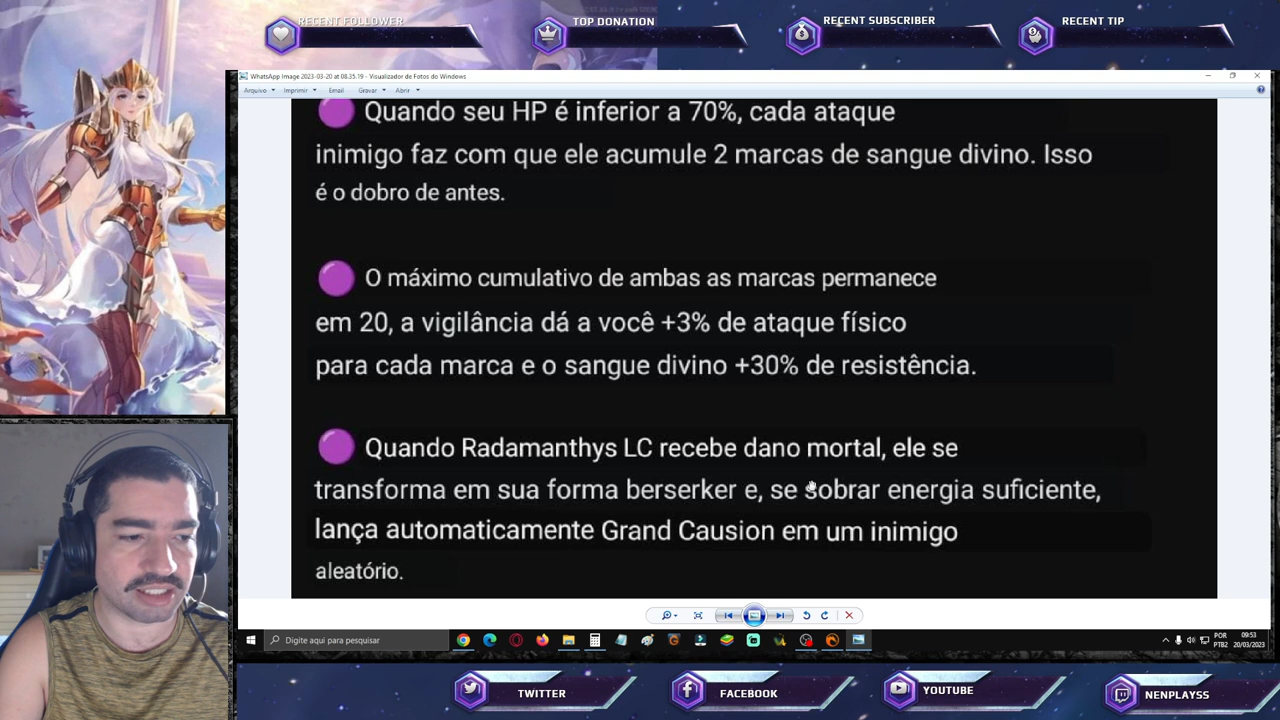 RECENT FOLLOWER
TOP DONATION
RECENT SUBSCRIBER
RECENT TIP
WhatsApp Image 2023-03-20 at 08.35.19 - Visualizador de Fotos do Windows
Arquivo Imprimir Email Gravar Abrir
Quando seu HP é inferior a 70%, cada ataque
inimigo faz com que ele acumule 2 marcas de sangue divino. Isso
é o dobro de antes.
O máximo cumulativo de ambas as marcas permanece
em 20, a vigilância dá a você +3% de ataque físico
para cada marca e o sangue divino +30% de resistência.
Quando Radamanthys LC recebe dano mortal, ele se
transforma em sua forma berserker e, se sobrar energia suficiente,
lança automaticamente Grand Causion em um inimigo
aleatório.
Digite aqui para pesquisar
POR
PTB2
09:53
20/03/2023
TWITTER
FACEBOOK
YOUTUBE
NENPLAYSS